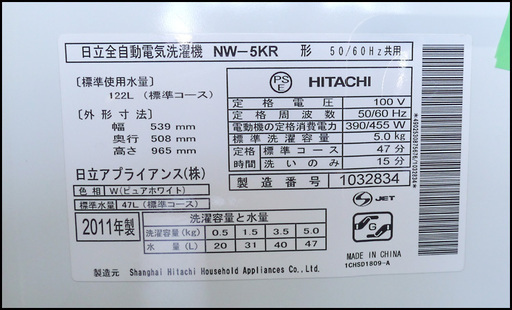 日立全自動電気洗濯機 NW-5KR 形 50/60Hz共用
〔標準使用水量〕
122L (標準コース)
〔外形寸法〕
幅 539 mm
奥行 508 mm
高さ 965 mm
日立アプライアンス(株)
色相 W(ピュアホワイト)
標準水量 47L (標準コース)
PSE HITACHI
定格電圧 100 V
定格周波数 50/60 Hz
電動機の定格消費電力 390/455 W
標準洗濯容量 5.0kg
定格時間 標準コース 47分
洗いのみ 15分
製造番号 1032834
2011年製
洗濯容量と水量
洗濯容量(kg) 0.5 1.5 3.5 5.0
水量(L) 20 31 40 47
S JET
G
MADE IN CHINA
1CHSD1809-A
製造元 Shanghai Hitachi Household Appliances Co., Ltd.